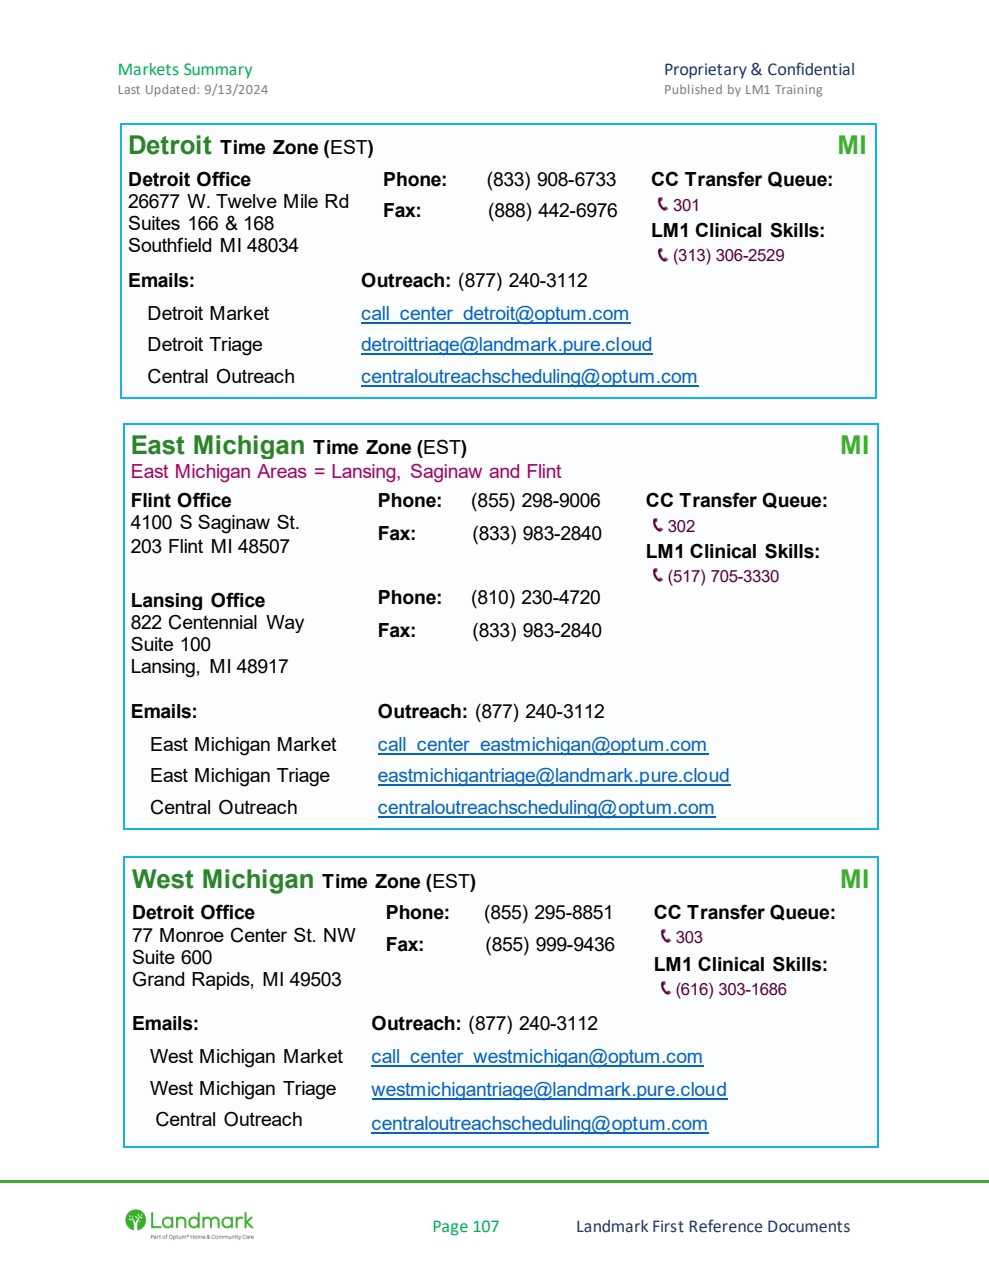 Markets Summary
Proprietary & Confidential
Last Updated: 9/13/2024
Published by LM1 Training
Detroit Time Zone (EST)
MI
Detroit Office
Phone: (833) 908-6733
CC Transfer Queue:
26677 W. Twelve Mile Rd
301
Suites 166 & 168
Fax: (888) 442-6976
LM1 Clinical Skills:
Southfield MI 48034
(313) 306-2529
Emails:
Outreach: (877) 240-3112
Detroit Market
call_center_detroit@optum.com
Detroit Triage
detroittriage@landmark.pure.cloud
Central Outreach
centraloutreachscheduling@optum.com
East Michigan Time Zone (EST)
MI
East Michigan Areas = Lansing, Saginaw and Flint
Flint Office
Phone: (855) 298-9006
CC Transfer Queue:
4100 S Saginaw St.
302
203 Flint MI 48507
Fax: (833) 983-2840
LM1 Clinical Skills:
(517) 705-3330
Lansing Office
Phone: (810) 230-4720
822 Centennial Way
Fax: (833) 983-2840
Suite 100
Lansing, MI 48917
Emails:
Outreach: (877) 240-3112
East Michigan Market
call_center_eastmichigan@optum.com
East Michigan Triage
eastmichigantriage@landmark.pure.cloud
Central Outreach
centraloutreachscheduling@optum.com
West Michigan Time Zone (EST)
MI
Detroit Office
Phone: (855) 295-8851
CC Transfer Queue:
77 Monroe Center St. NW
303
Suite 600
Fax: (855) 999-9436
LM1 Clinical Skills:
Grand Rapids, MI 49503
(616) 303-1686
Emails:
Outreach: (877) 240-3112
West Michigan Market
call_center_westmichigan@optum.com
West Michigan Triage
westmichigantriage@landmark.pure.cloud
Central Outreach
centraloutreachscheduling@optum.com
Landmark
Part of Optum® Home & Community Care
Page 107
Landmark First Reference Documents